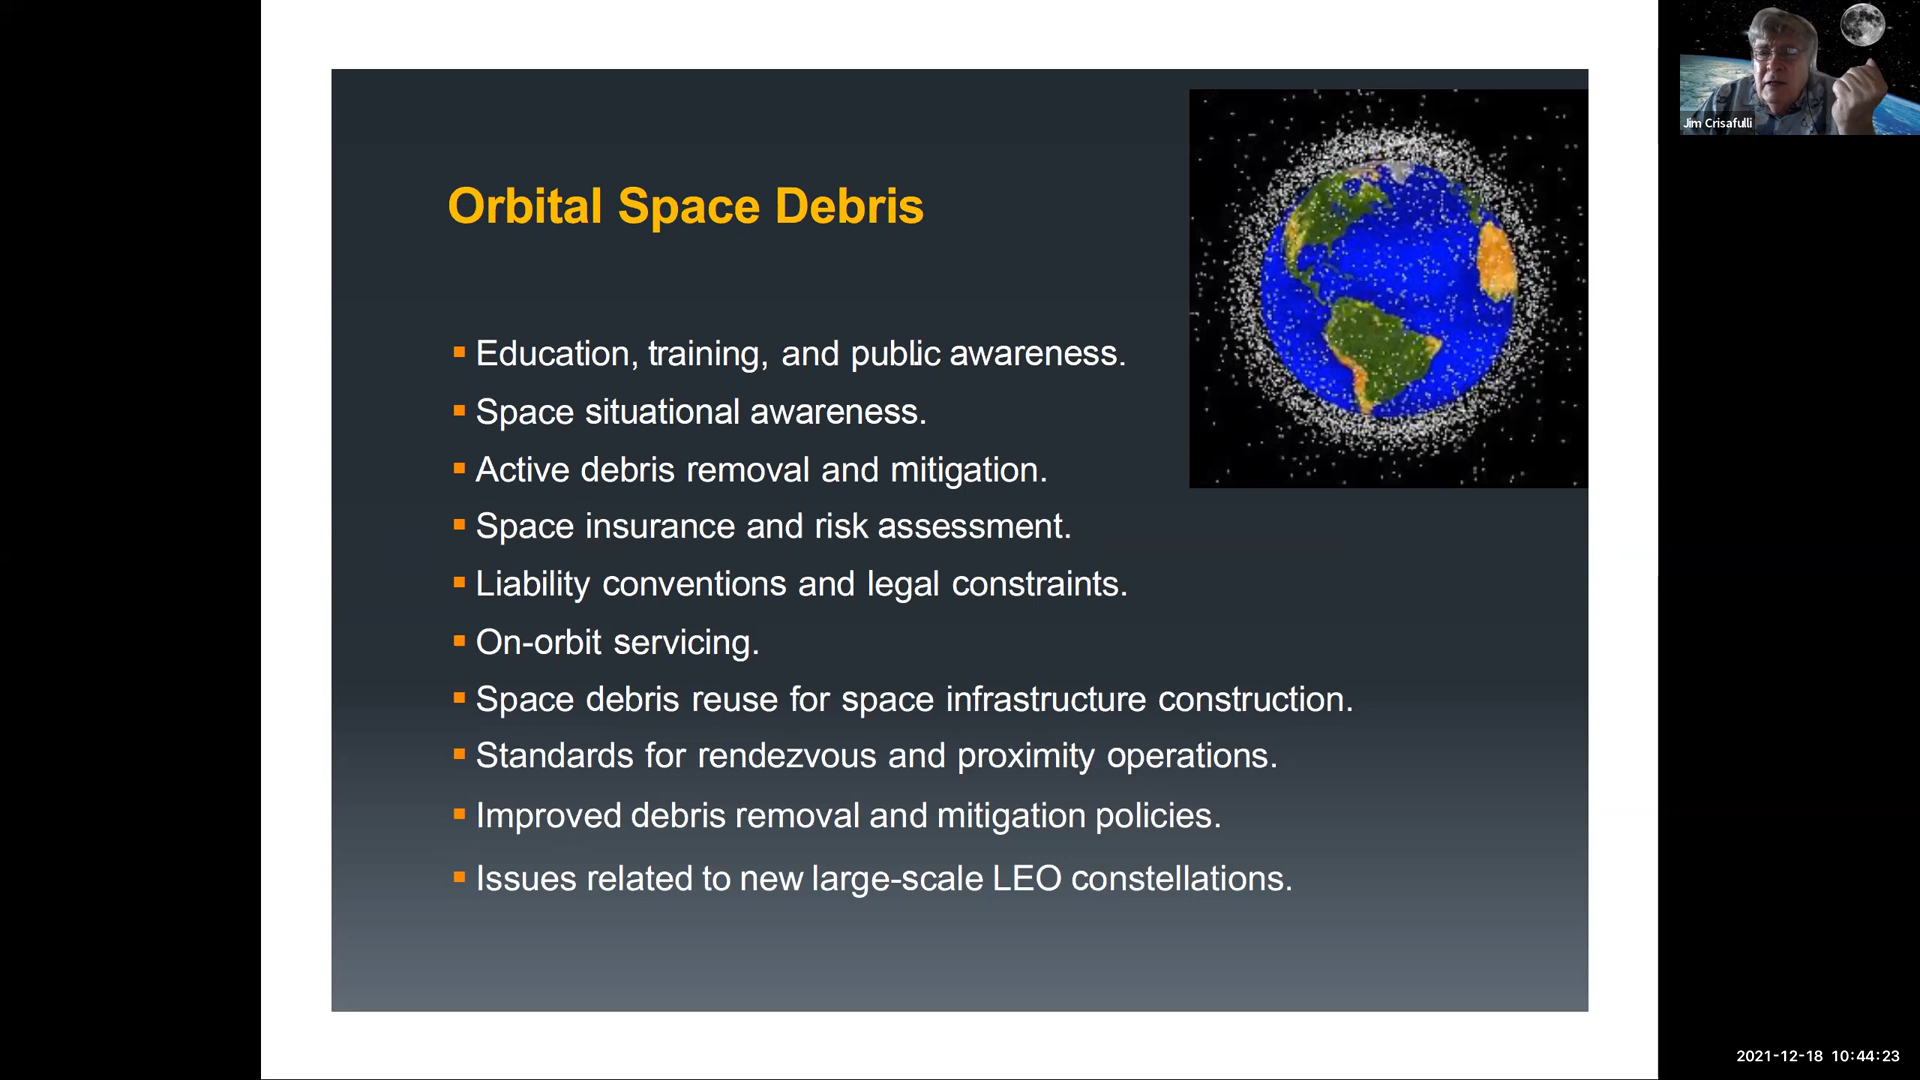 Jim Crisafulli
Orbital Space Debris
Education, training, and public awareness.
Space situational awareness.
Active debris removal and mitigation.
Space insurance and risk assessment.
Liability conventions and legal constraints.
On-orbit servicing.
Space debris reuse for space infrastructure construction.
Standards for rendezvous and proximity operations.
Improved debris removal and mitigation policies.
Issues related to new large-scale LEO constellations.
2021-12-18 10:44:23